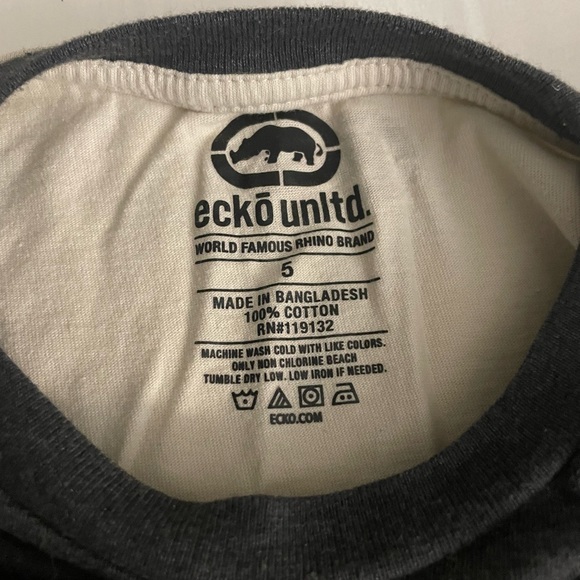 eckō unltd.
WORLD FAMOUS RHINO BRAND
5
MADE IN BANGLADESH
100% COTTON
RN#119132
MACHINE WASH COLD WITH LIKE COLORS.
ONLY NON CHLORINE BEACH
TUMBLE DRY LOW. LOW IRON IF NEEDED.
ECKO.COM